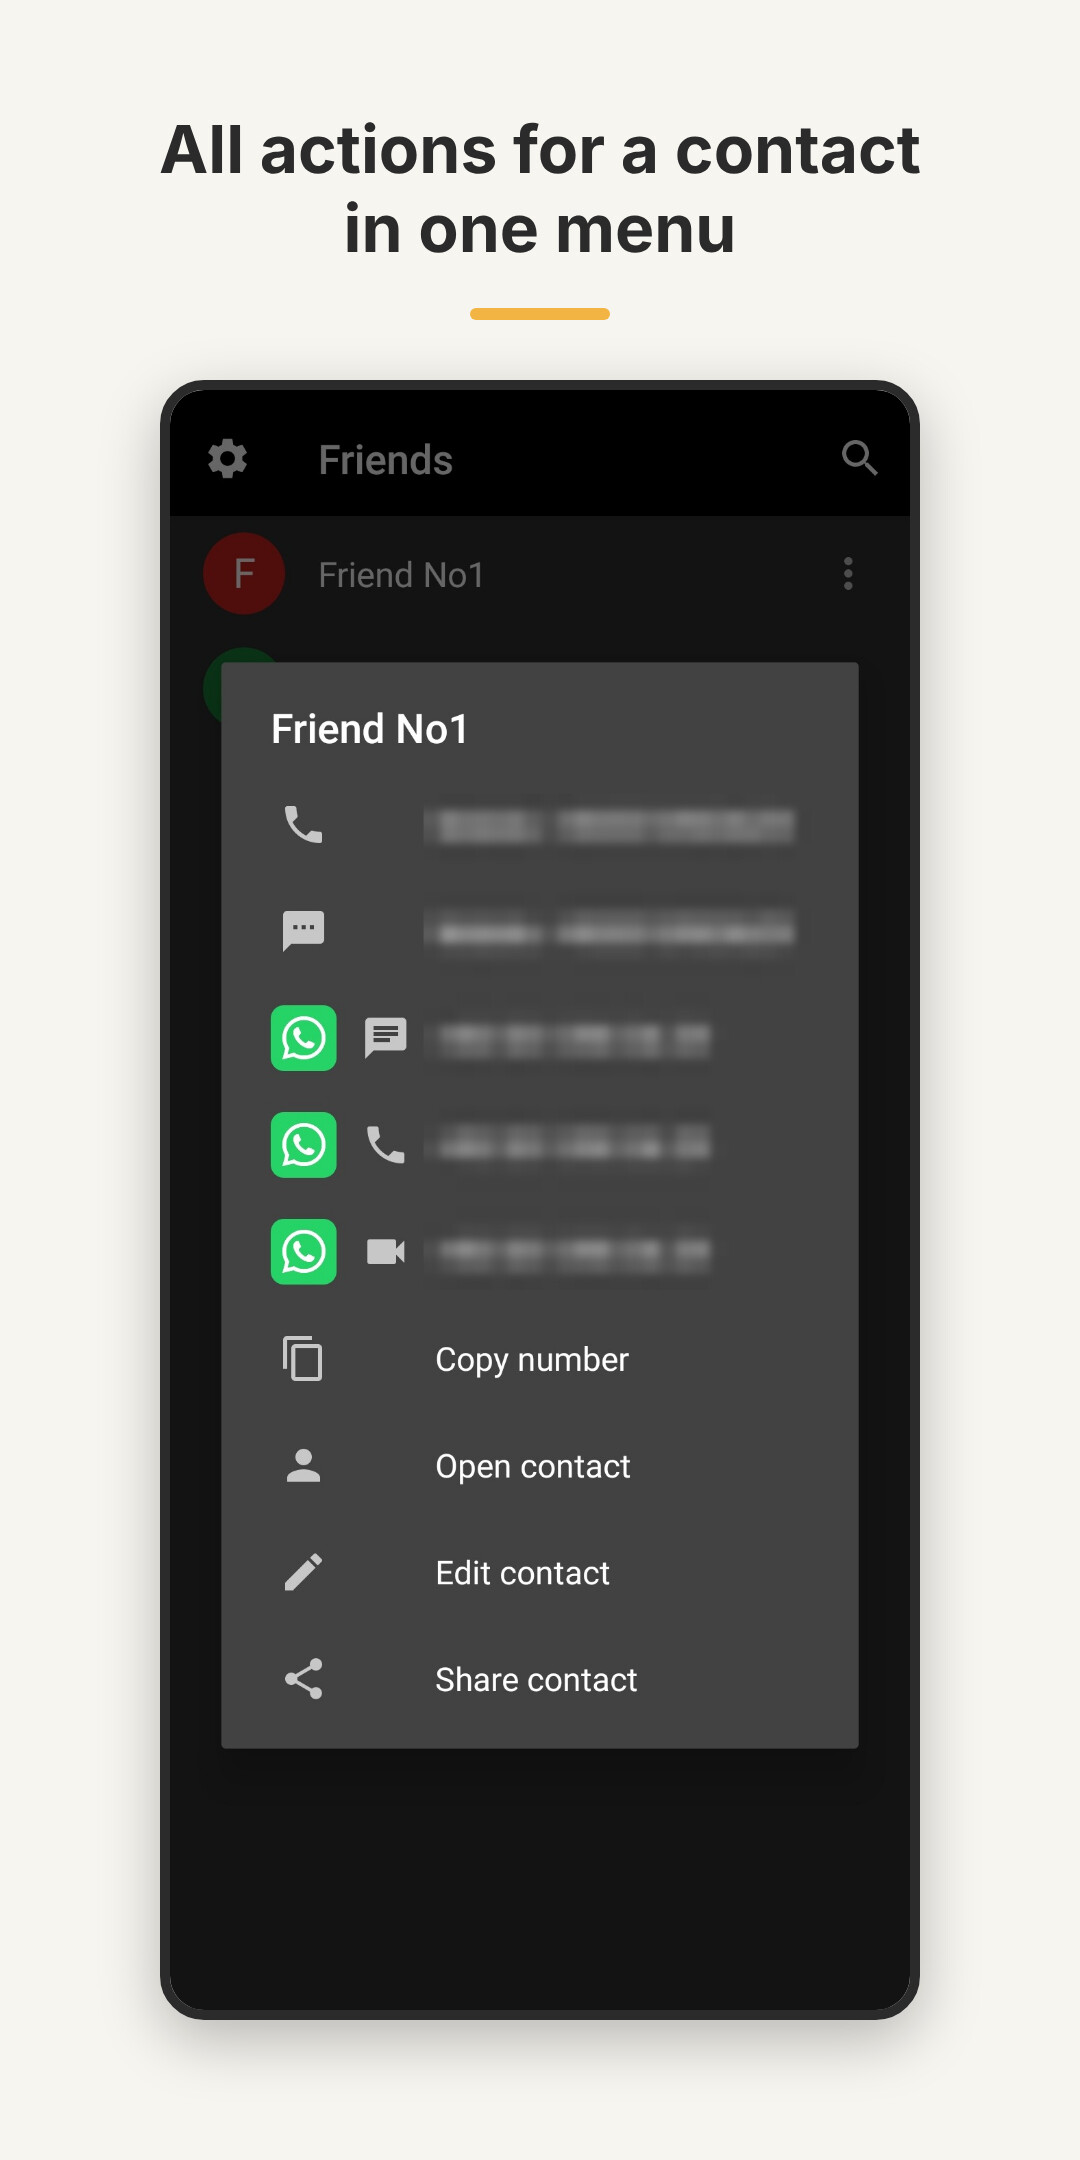 All actions for a contact
in one menu
Friends
F
Friend No1
Friend No1
Copy number
Open contact
Edit contact
Share contact